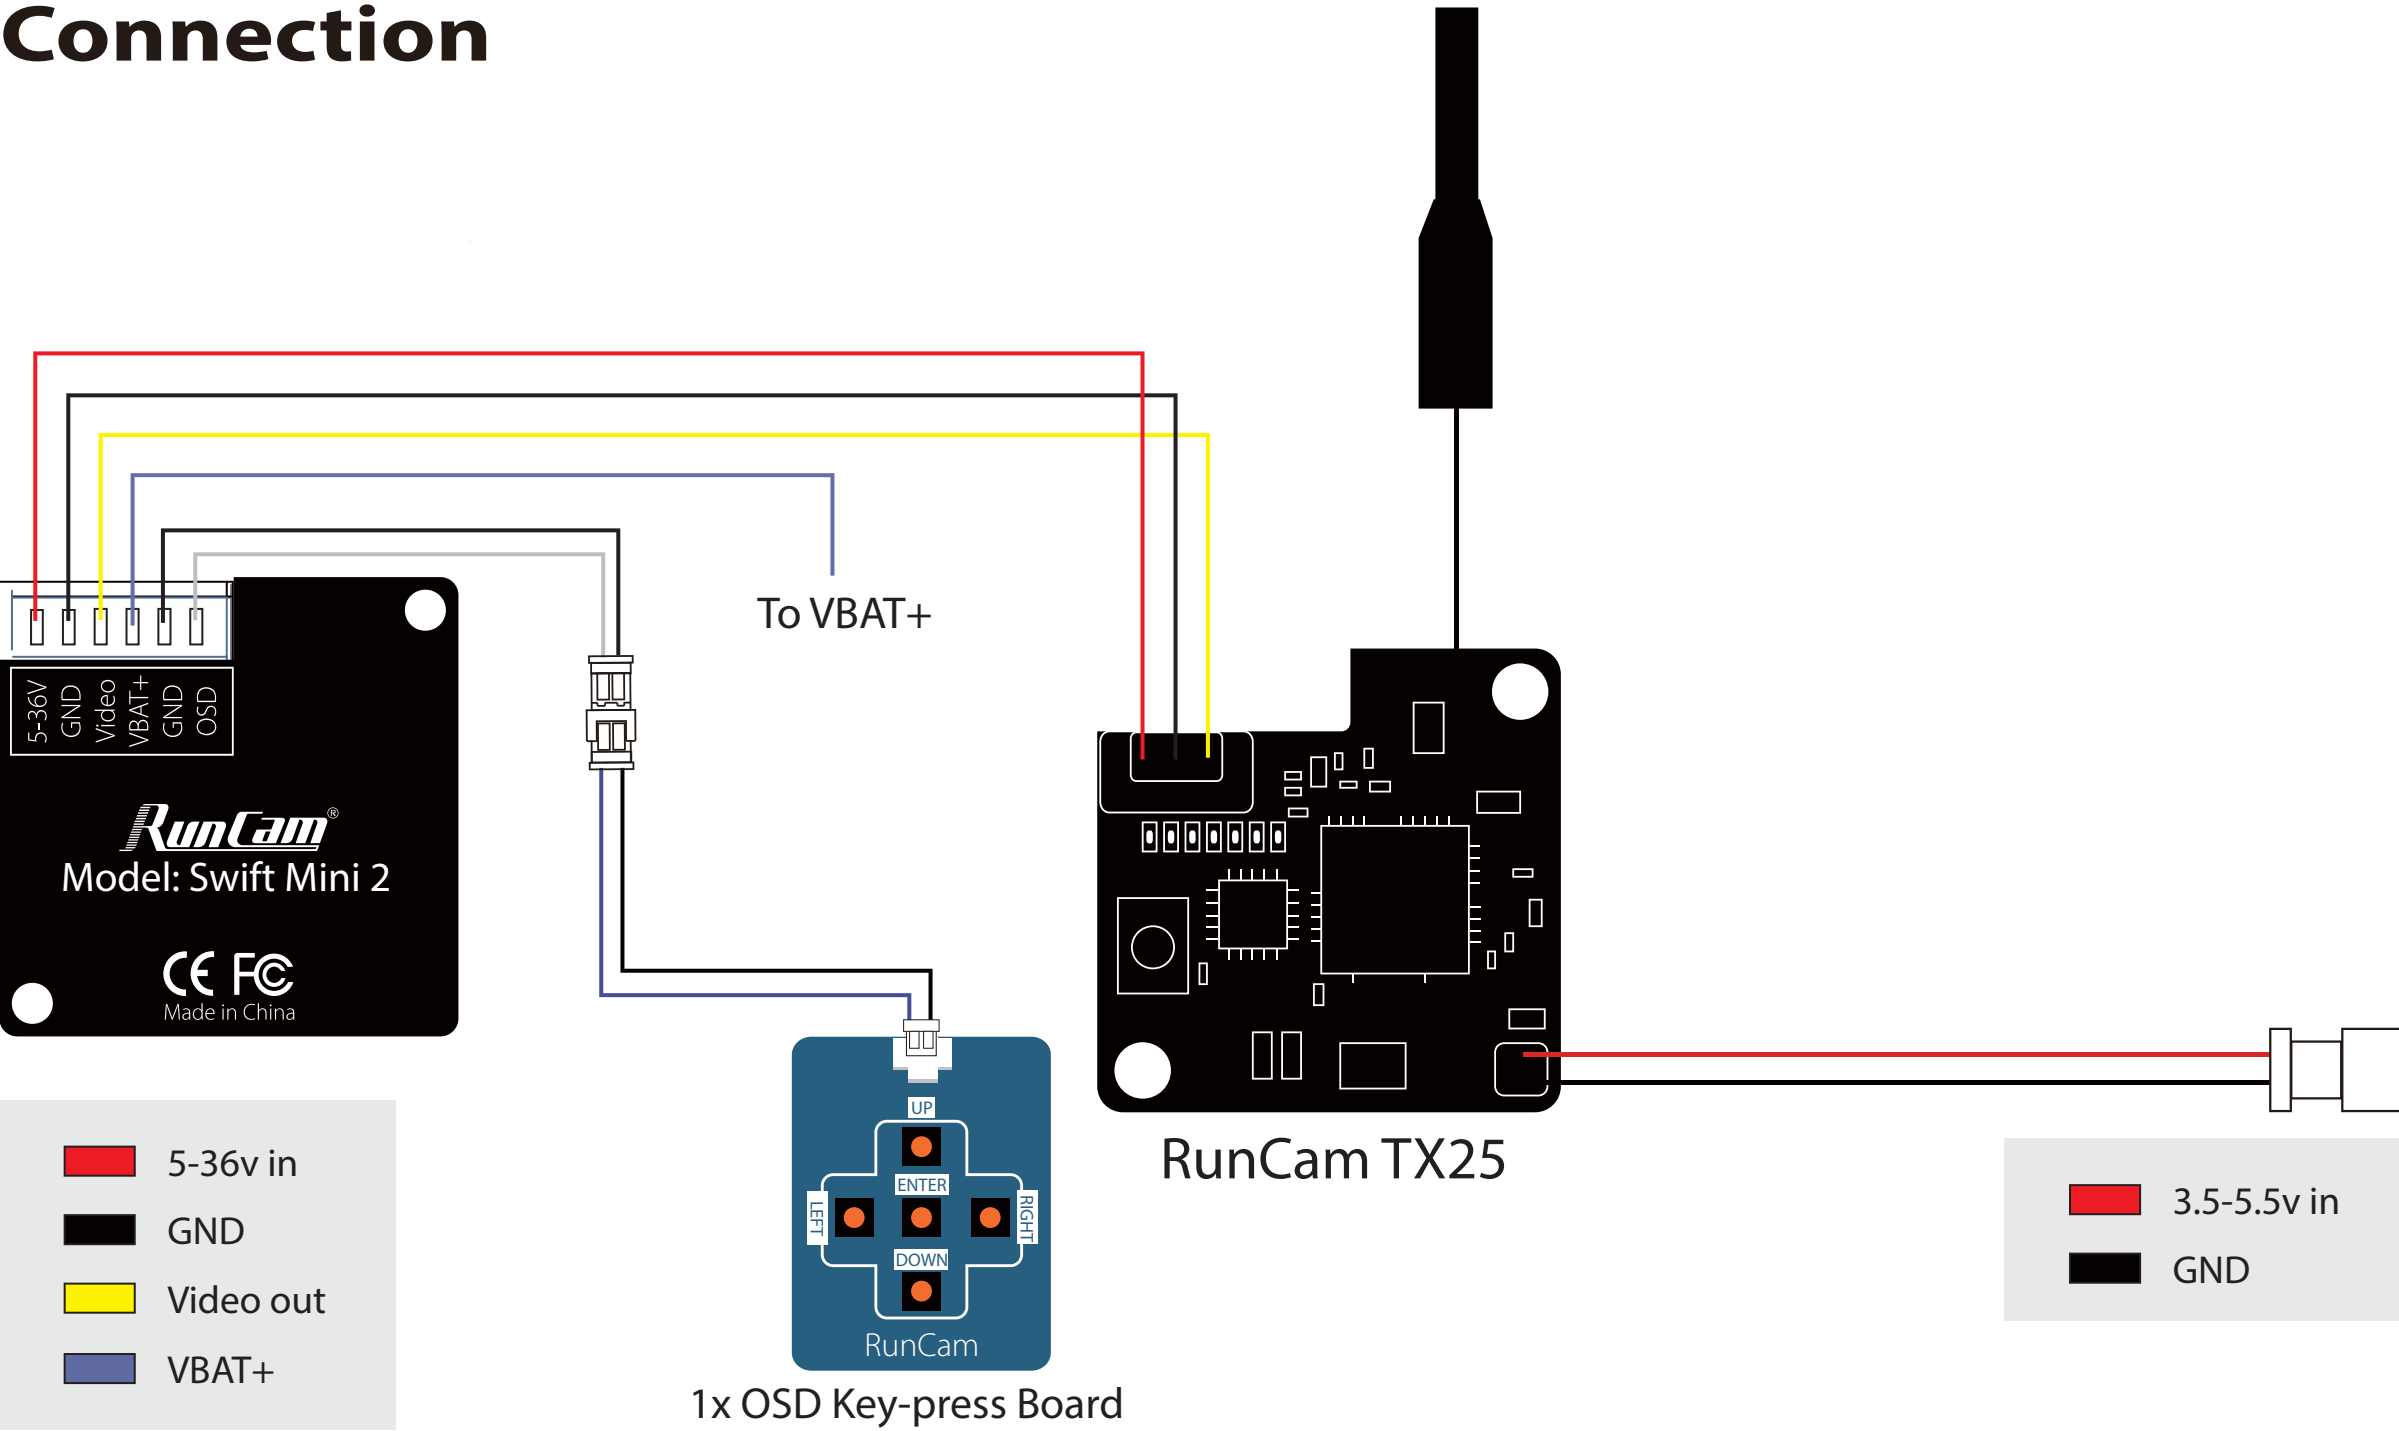 Connection
To VBAT+
5-36V
GND
Video
VBAT+
GND
OSD
RunCam®
Model: Swift Mini 2
CE FC
Made in China
UP
ENTER
LEFT
RIGHT
DOWN
RunCam
1x OSD Key-press Board
RunCam TX25
5-36v in
GND
Video out
VBAT+
3.5-5.5v in
GND